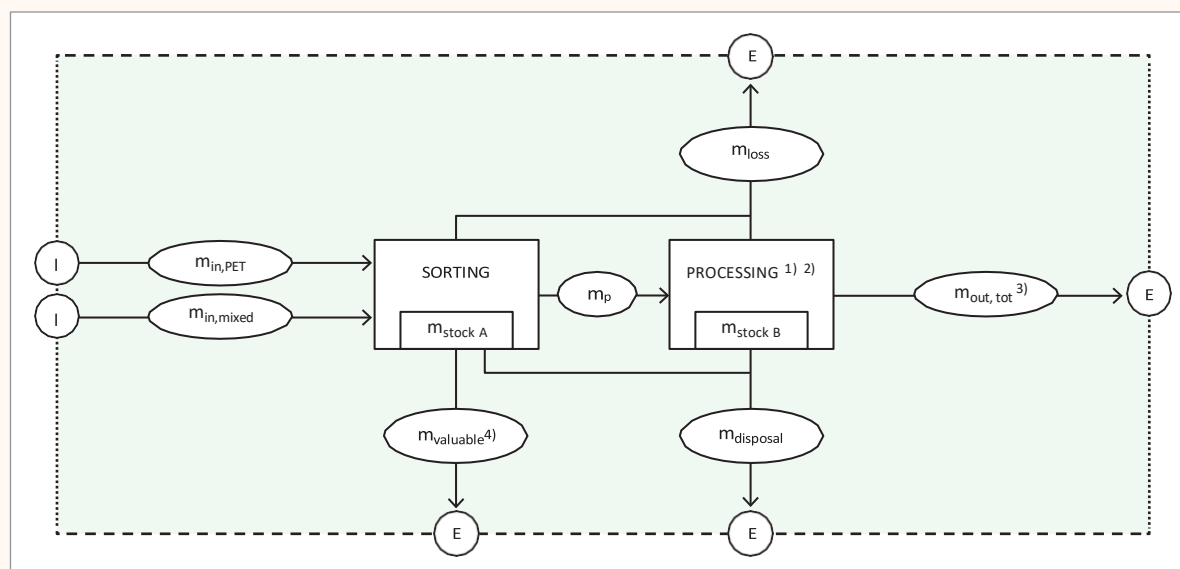 E
m_loss
I
m_in,PET
SORTING
PROCESSING 1) 2)
m_p
m_out, tot 3)
E
I
m_in,mixed
m_stock A
m_stock B
m_valuable 4)
m_disposal
E
E